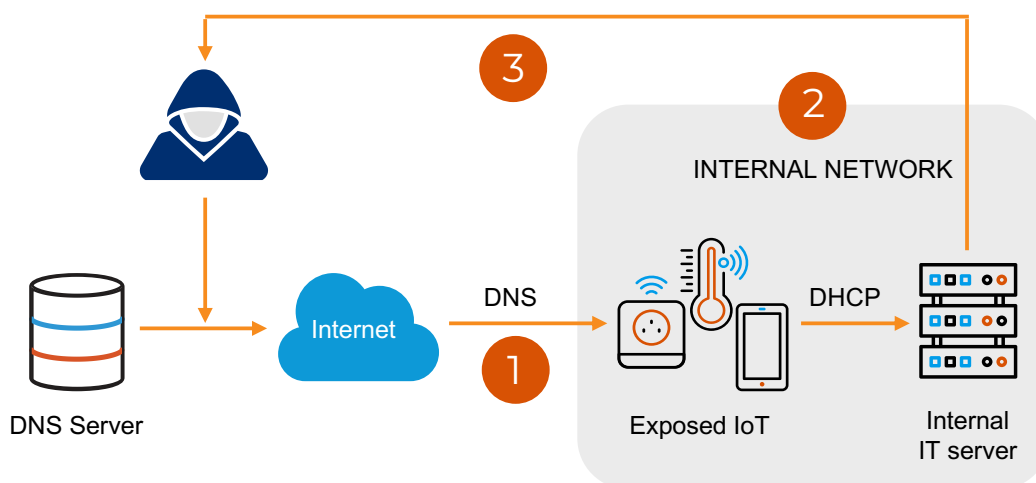 3
2
INTERNAL NETWORK
DNS
DHCP
Internet
1
DNS Server
Exposed IoT
Internal
IT server